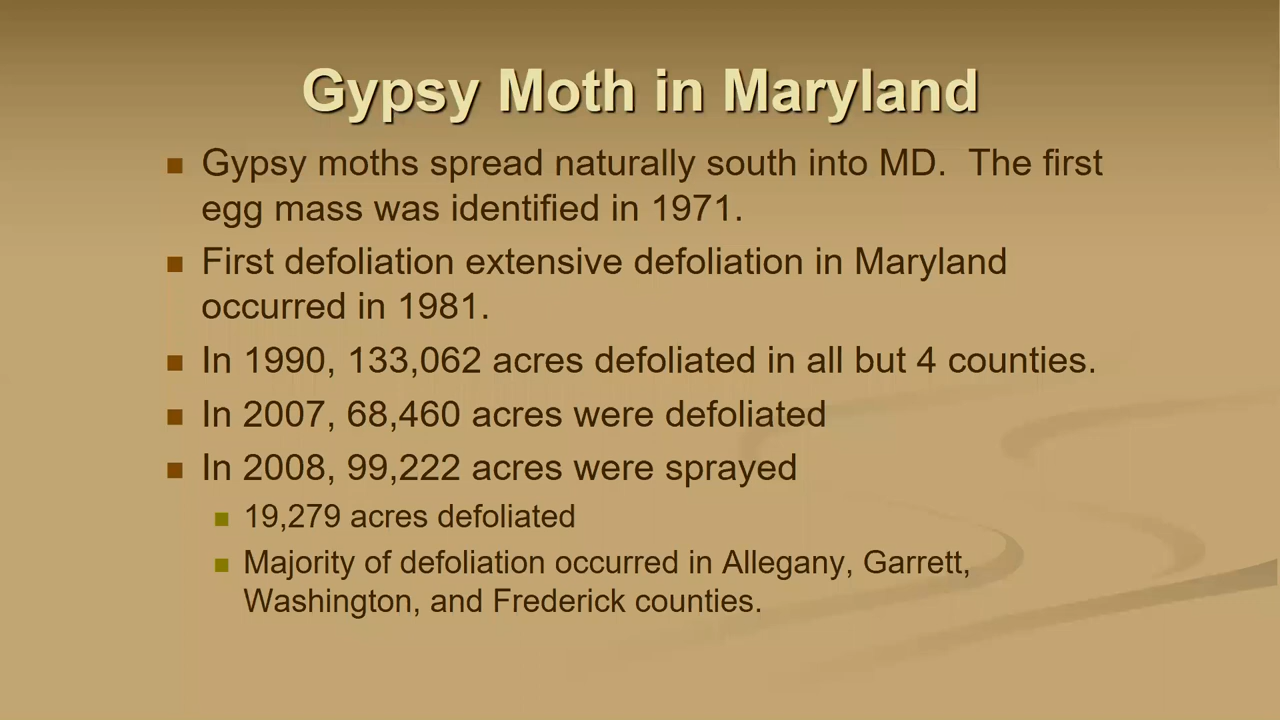 Gypsy Moth in Maryland
Gypsy moths spread naturally south into MD.  The first
egg mass was identified in 1971.
First defoliation extensive defoliation in Maryland
occurred in 1981.
In 1990, 133,062 acres defoliated in all but 4 counties.
In 2007, 68,460 acres were defoliated
In 2008, 99,222 acres were sprayed
19,279 acres defoliated
Majority of defoliation occurred in Allegany, Garrett,
Washington, and Frederick counties.